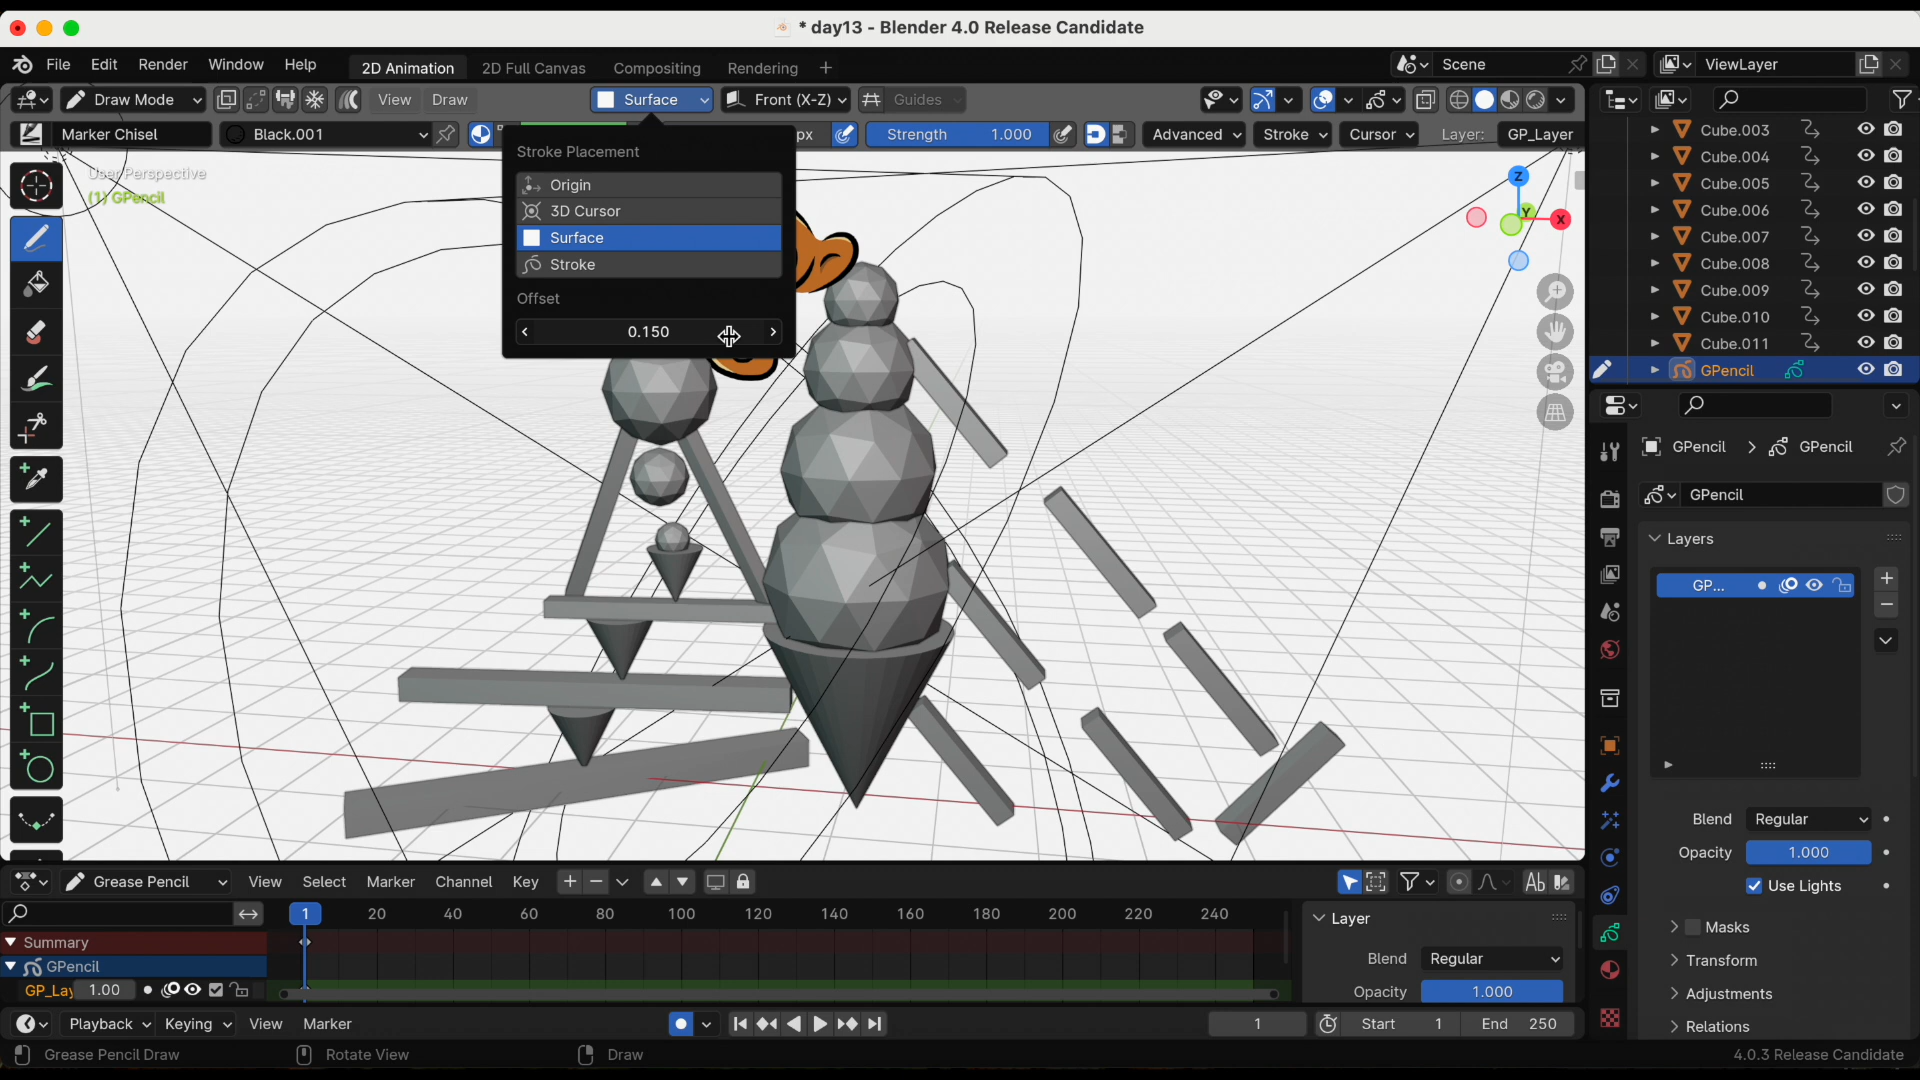 * day13 - Blender 4.0 Release Candidate
File Edit Render Window Help 2D Animation 2D Full Canvas Compositing Rendering + Scene ViewLayer
Draw Mode View Draw Surface Front (X-Z) Guides
Marker Chisel Black.001 px Strength 1.000 Advanced Stroke Cursor Layer: GP_Layer
User Perspective
(1) GPencil
Stroke Placement
Origin
3D Cursor
Surface
Stroke
Offset
0.150
Z
Y
X
Cube.003
Cube.004
Cube.005
Cube.006
Cube.007
Cube.008
Cube.009
Cube.010
Cube.011
GPencil
GPencil > GPencil
GPencil
Layers
GP...
Blend Regular
Opacity 1.000
Use Lights
Masks
Transform
Adjustments
Relations
Grease Pencil View Select Marker Channel Key
1 20 40 60 80 100 120 140 160 180 200 220 240
Summary
GPencil
GP_Lay 1.00
Layer
Blend Regular
Opacity 1.000
Playback Keying View Marker 1 Start 1 End 250
Grease Pencil Draw Rotate View Draw 4.0.3 Release Candidate